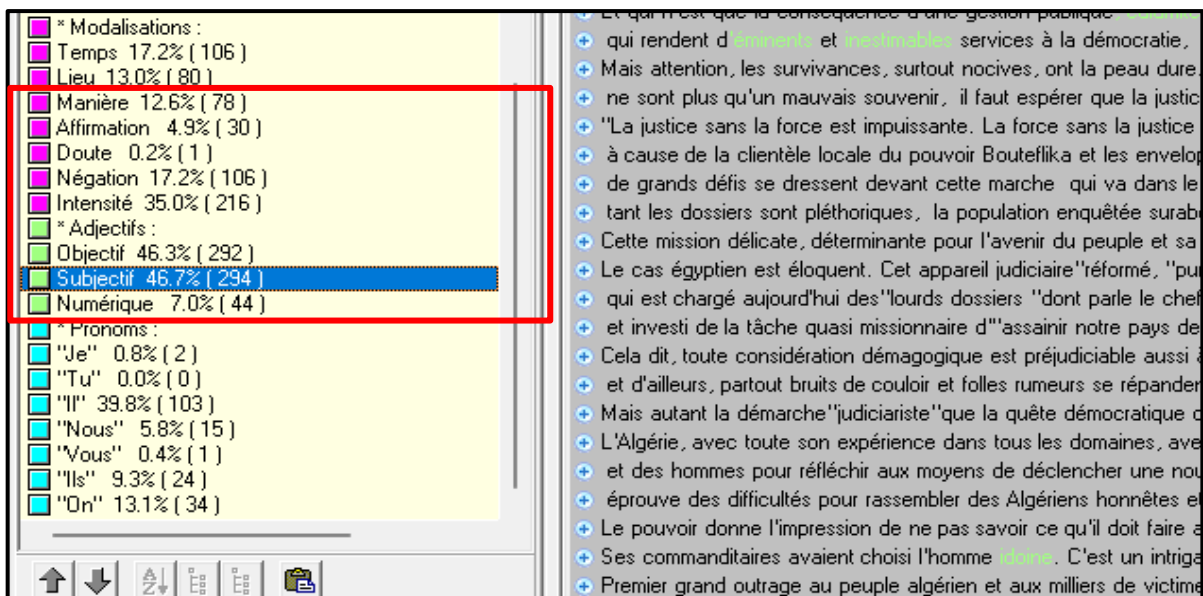 * Modalisations :
Temps 17.2% ( 106 )
Lieu 13.0% ( 80 )
Manière 12.6% ( 78 )
Affirmation 4.9% ( 30 )
Doute 0.2% ( 1 )
Négation 17.2% ( 106 )
Intensité 35.0% ( 216 )
* Adjectifs :
Objectif 46.3% ( 292 )
Subjectif 46.7% ( 294 )
Numérique 7.0% ( 44 )
* Pronoms :
"Je" 0.8% ( 2 )
"Tu" 0.0% ( 0 )
"Il" 39.8% ( 103 )
"Nous" 5.8% ( 15 )
"Vous" 0.4% ( 1 )
"Ils" 9.3% ( 24 )
"On" 13.1% ( 34 )
Et qui n'est que la conséquence d'une gestion publique,
qui rendent d'éminents et inestimables services à la démocratie,
Mais attention, les survivances, surtout nocives, ont la peau dure
ne sont plus qu'un mauvais souvenir, il faut espérer que la justic
"La justice sans la force est impuissante. La force sans la justice
à cause de la clientèle locale du pouvoir Bouteflika et les envelop
de grands défis se dressent devant cette marche qui va dans le
tant les dossiers sont pléthoriques, la population enquêtée surab
Cette mission délicate, déterminante pour l'avenir du peuple et sa
Le cas égyptien est éloquent. Cet appareil judiciaire"réformé, "pu
qui est chargé aujourd'hui des"lourds dossiers "dont parle le chef
et investi de la tâche quasi missionnaire d'"assainir notre pays de
Cela dit, toute considération démagogique est préjudiciable aussi à
et d'ailleurs, partout bruits de couloir et folles rumeurs se répander
Mais autant la démarche"judiciariste"que la quête démocratique d
L'Algérie, avec toute son expérience dans tous les domaines, ave
et des hommes pour réfléchir aux moyens de déclencher une nou
éprouve des difficultés pour rassembler des Algériens honnêtes et
Le pouvoir donne l'impression de ne pas savoir ce qu'il doit faire a
Ses commanditaires avaient choisi l'homme idoine. C'est un intriga
Premier grand outrage au peuple algérien et aux milliers de victime